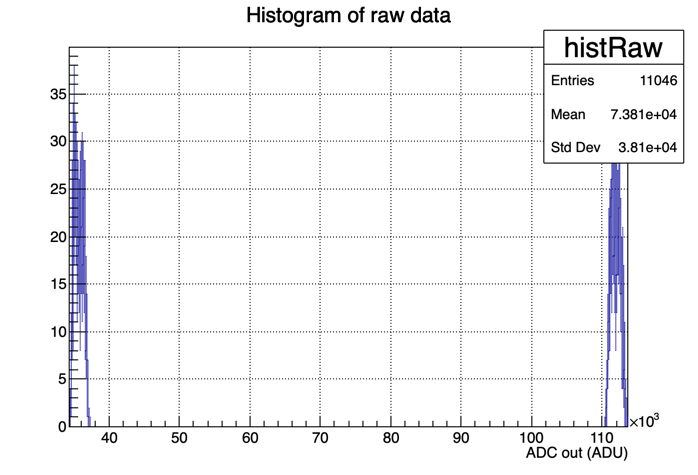 Histogram of raw data
histRaw
Entries 11046
Mean 7.381e+04
Std Dev 3.81e+04
35
30
25
20
15
10
5
0
40 50 60 70 80 90 100 110 ×10³
ADC out (ADU)